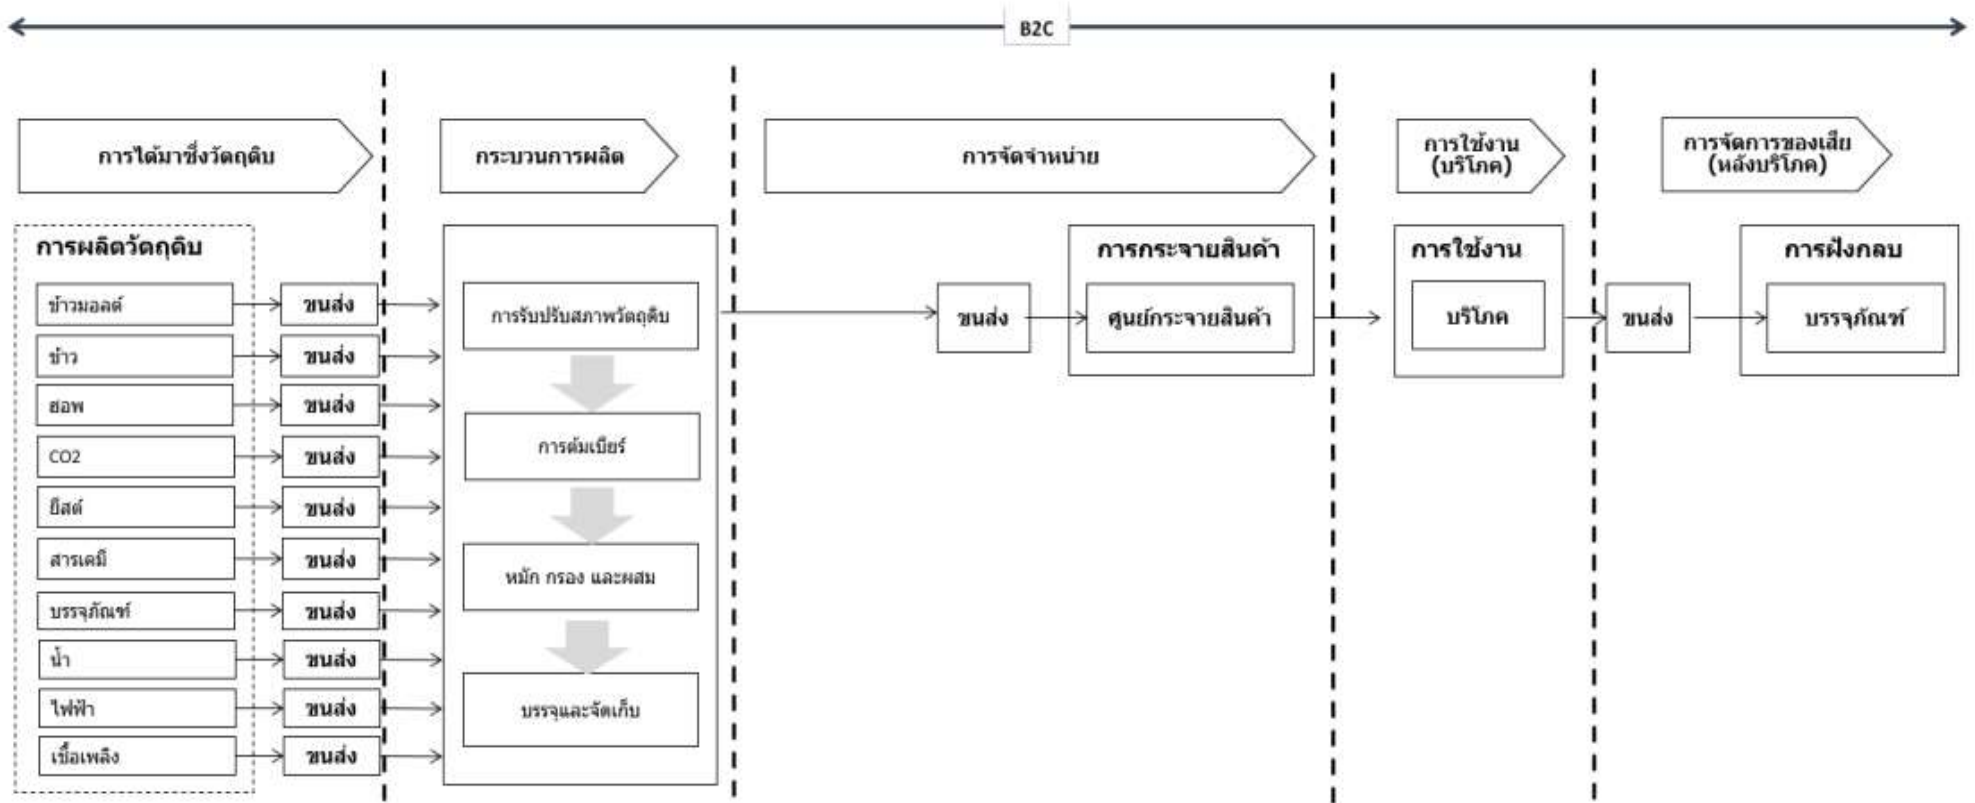 B2C
การได้มาซึ่งวัตถุดิบ
กระบวนการผลิต
การจัดจำหน่าย
การใช้งาน
(บริโภค)
การจัดการของเสีย
(หลังบริโภค)
การผลิตวัตถุดิบ
ข้าวมอลต์
ขนส่ง
ข้าว
ขนส่ง
ฮอพ
ขนส่ง
CO2
ขนส่ง
ยีสต์
ขนส่ง
สารเคมี
ขนส่ง
บรรจุภัณฑ์
ขนส่ง
น้ำ
ขนส่ง
ไฟฟ้า
ขนส่ง
เชื้อเพลิง
ขนส่ง
การรับปรับสภาพวัตถุดิบ
การต้มเบียร์
หมัก กรอง และผสม
บรรจุและจัดเก็บ
ขนส่ง
การกระจายสินค้า
ศูนย์กระจายสินค้า
การใช้งาน
บริโภค
ขนส่ง
การฝังกลบ
บรรจุภัณฑ์